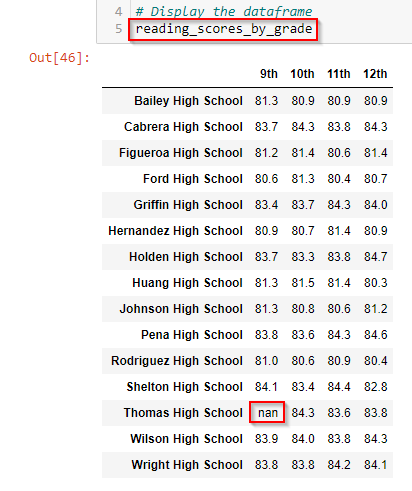 4 # Display the dataframe
5 reading_scores_by_grade
Out[46]:
9th 10th 11th 12th
Bailey High School 81.3 80.9 80.9 80.9
Cabrera High School 83.7 84.3 83.8 84.3
Figueroa High School 81.2 81.4 80.6 81.4
Ford High School 80.6 81.3 80.4 80.7
Griffin High School 83.4 83.7 84.3 84.0
Hernandez High School 80.9 80.7 81.4 80.9
Holden High School 83.7 83.3 83.8 84.7
Huang High School 81.3 81.5 81.4 80.3
Johnson High School 81.3 80.8 80.6 81.2
Pena High School 83.8 83.6 84.3 84.6
Rodriguez High School 81.0 80.6 80.9 80.4
Shelton High School 84.1 83.4 84.4 82.8
Thomas High School nan 84.3 83.6 83.8
Wilson High School 83.9 84.0 83.8 84.3
Wright High School 83.8 83.8 84.2 84.1